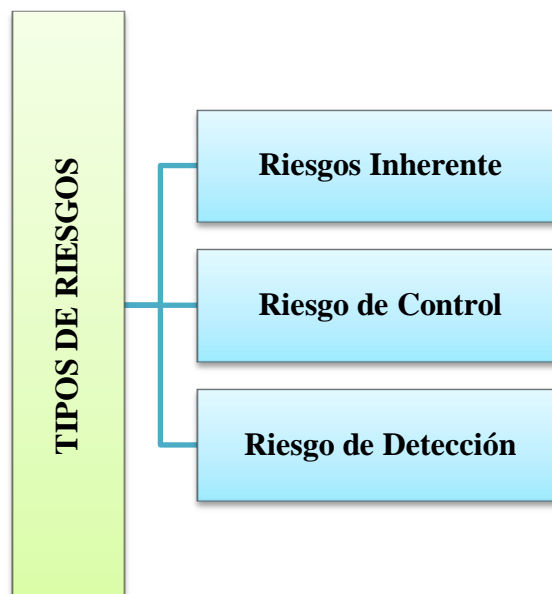 TIPOS DE RIESGOS
Riesgos Inherente
Riesgo de Control
Riesgo de Detección